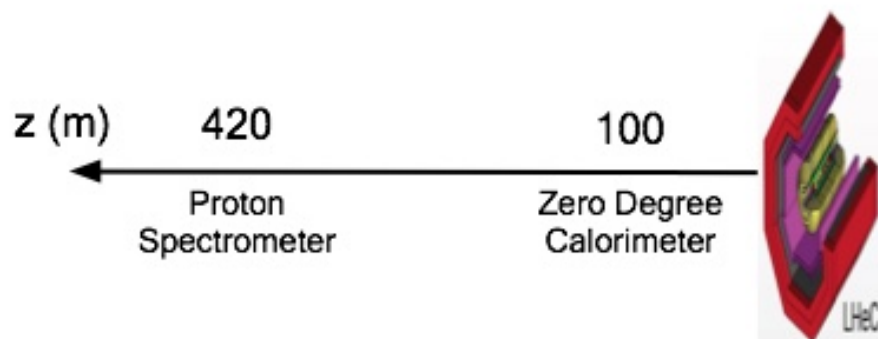 z (m) 420 100
Proton Zero Degree
Spectrometer Calorimeter
LHeC